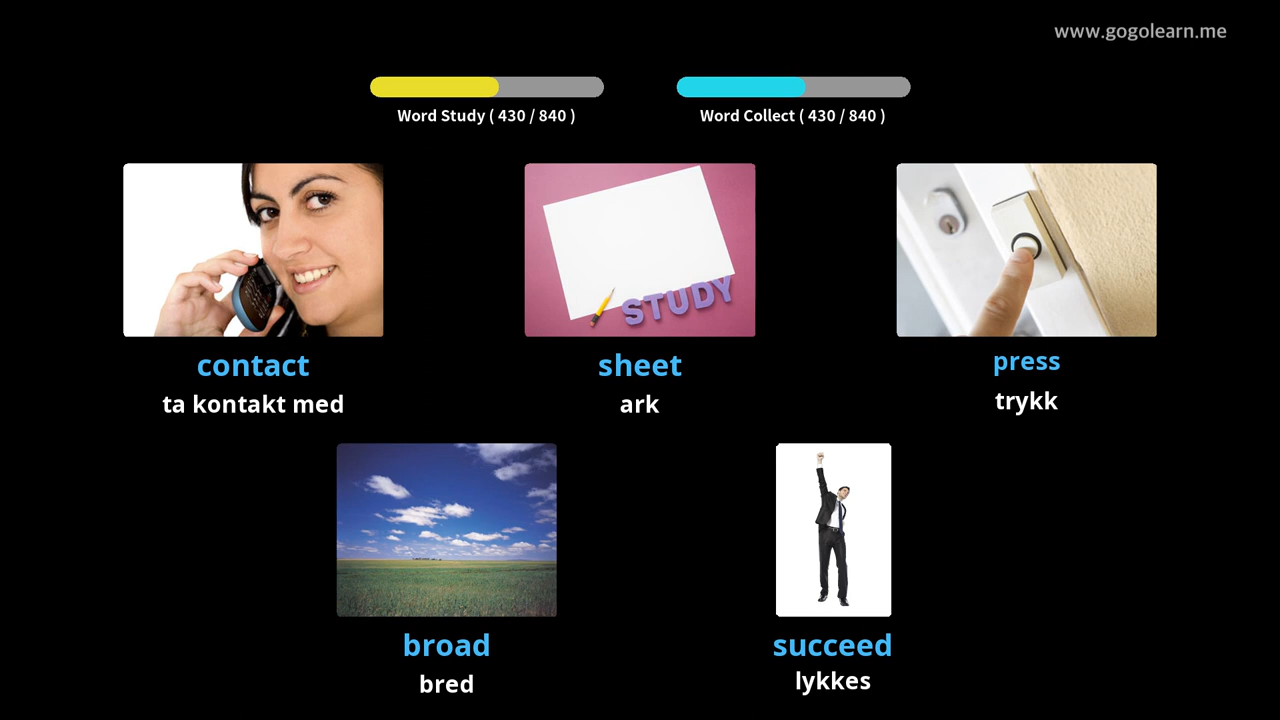 www.gogolearn.me
Word Study ( 430 / 840 )
Word Collect ( 430 / 840 )
STUDY
contact
ta kontakt med
sheet
ark
press
trykk
broad
bred
succeed
lykkes